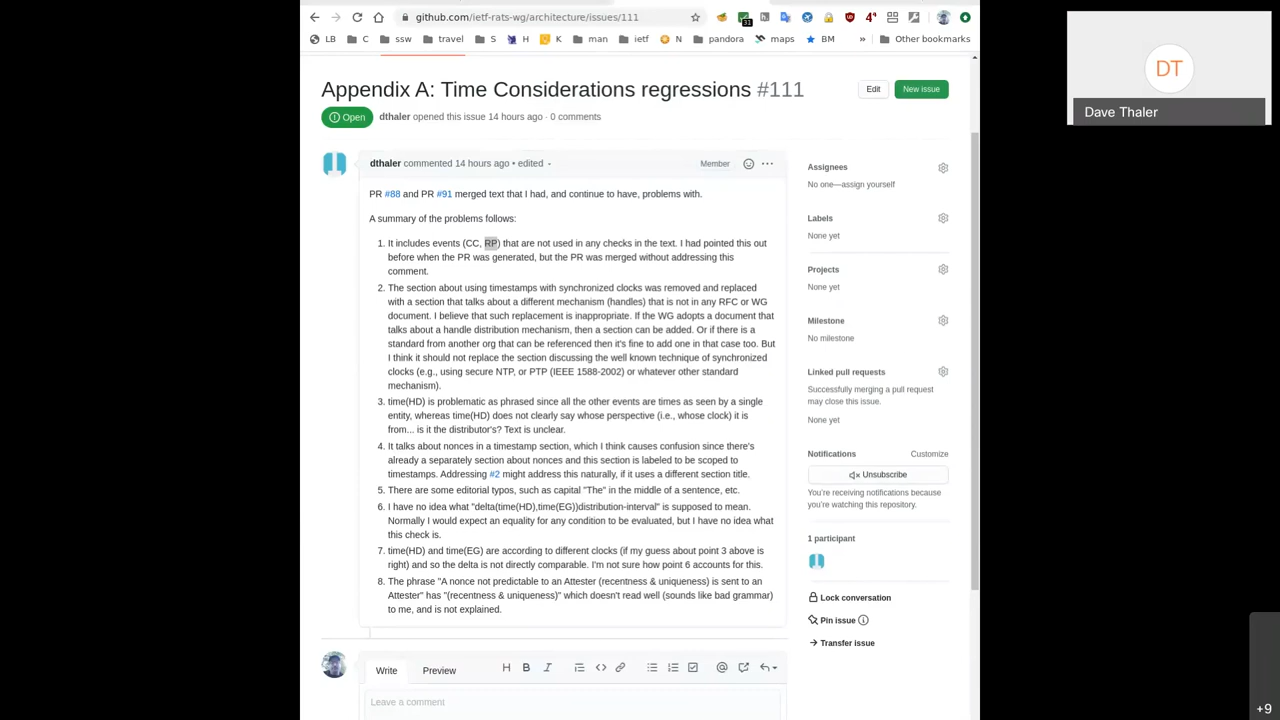 github.com/ietf-rats-wg/architecture/issues/111
31
4
LB C ssw travel S H K man ietf N pandora maps BM » Other bookmarks
Appendix A: Time Considerations regressions #111
Edit
New issue
Open
dthaler opened this issue 14 hours ago · 0 comments
dthaler commented 14 hours ago • edited
Member
PR #88 and PR #91 merged text that I had, and continue to have, problems with.
A summary of the problems follows:
1. It includes events (CC, RP) that are not used in any checks in the text. I had pointed this out
before when the PR was generated, but the PR was merged without addressing this
comment.
2. The section about using timestamps with synchronized clocks was removed and replaced
with a section that talks about a different mechanism (handles) that is not in any RFC or WG
document. I believe that such replacement is inappropriate. If the WG adopts a document that
talks about a handle distribution mechanism, then a section can be added. Or if there is a
standard from another org that can be referenced then it's fine to add one in that case too. But
I think it should not replace the section discussing the well known technique of synchronized
clocks (e.g., using secure NTP, or PTP (IEEE 1588-2002) or whatever other standard
mechanism).
3. time(HD) is problematic as phrased since all the other events are times as seen by a single
entity, whereas time(HD) does not clearly say whose perspective (i.e., whose clock) it is
from... is it the distributor's? Text is unclear.
4. It talks about nonces in a timestamp section, which I think causes confusion since there's
already a separately section about nonces and this section is labeled to be scoped to
timestamps. Addressing #2 might address this naturally, if it uses a different section title.
5. There are some editorial typos, such as capital "The" in the middle of a sentence, etc.
6. I have no idea what "delta(time(HD),time(EG))distribution-interval" is supposed to mean.
Normally I would expect an equality for any condition to be evaluated, but I have no idea what
this check is.
7. time(HD) and time(EG) are according to different clocks (if my guess about point 3 above is
right) and so the delta is not directly comparable. I'm not sure how point 6 accounts for this.
8. The phrase "A nonce not predictable to an Attester (recentness & uniqueness) is sent to an
Attester" has "(recentness & uniqueness)" which doesn't read well (sounds like bad grammar)
to me, and is not explained.
Write
Preview
Leave a comment
Assignees
No one—assign yourself
Labels
None yet
Projects
None yet
Milestone
No milestone
Linked pull requests
Successfully merging a pull request
may close this issue.
None yet
Notifications
Customize
Unsubscribe
You're receiving notifications because
you're watching this repository.
1 participant
Lock conversation
Pin issue
Transfer issue
DT
Dave Thaler
+9